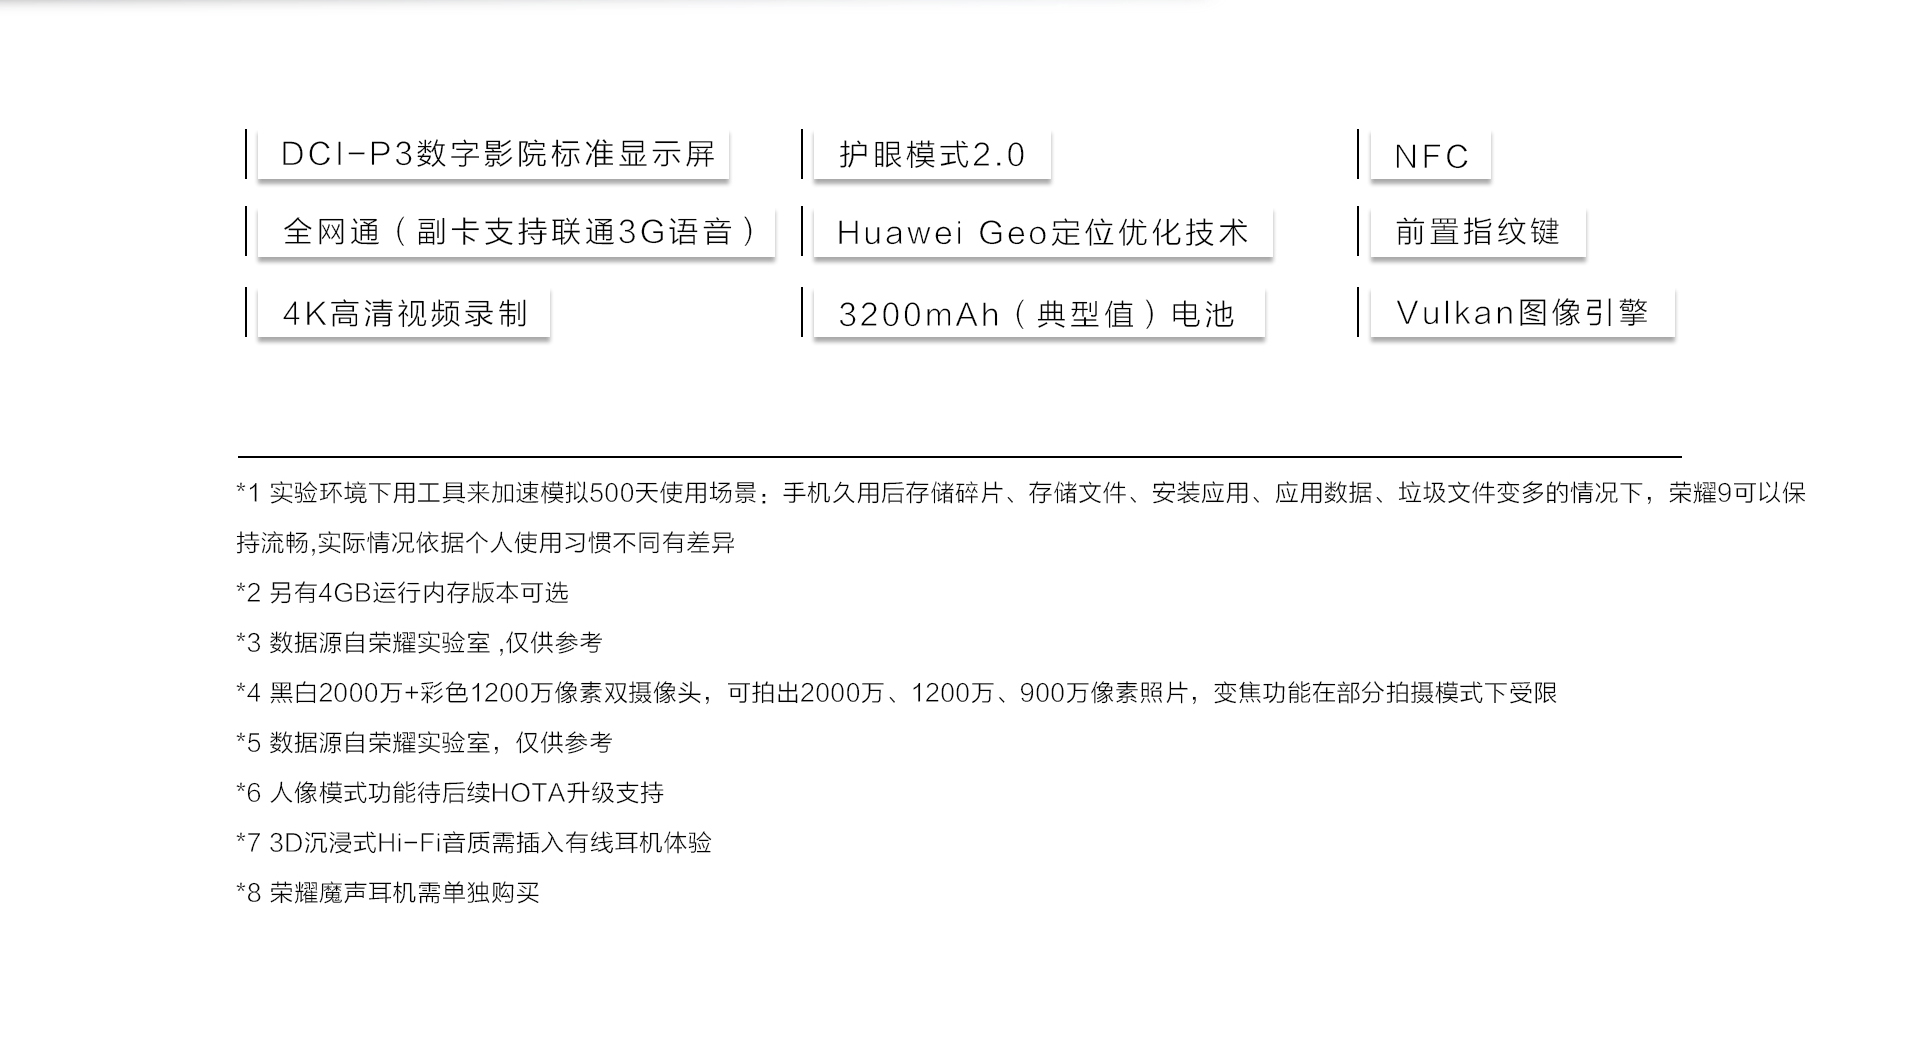 DCI-P3数字影院标准显示屏
护眼模式2.0
NFC
全网通（副卡支持联通3G语音）
Huawei Geo定位优化技术
前置指纹键
4K高清视频录制
3200mAh（典型值）电池
Vulkan图像引擎
*1 实验环境下用工具来加速模拟500天使用场景：手机久用后存储碎片、存储文件、安装应用、应用数据、垃圾文件变多的情况下，荣耀9可以保
持流畅,实际情况依据个人使用习惯不同有差异
*2 另有4GB运行内存版本可选
*3 数据源自荣耀实验室 ,仅供参考
*4 黑白2000万+彩色1200万像素双摄像头，可拍出2000万、1200万、900万像素照片，变焦功能在部分拍摄模式下受限
*5 数据源自荣耀实验室，仅供参考
*6 人像模式功能待后续HOTA升级支持
*7 3D沉浸式Hi-Fi音质需插入有线耳机体验
*8 荣耀魔声耳机需单独购买